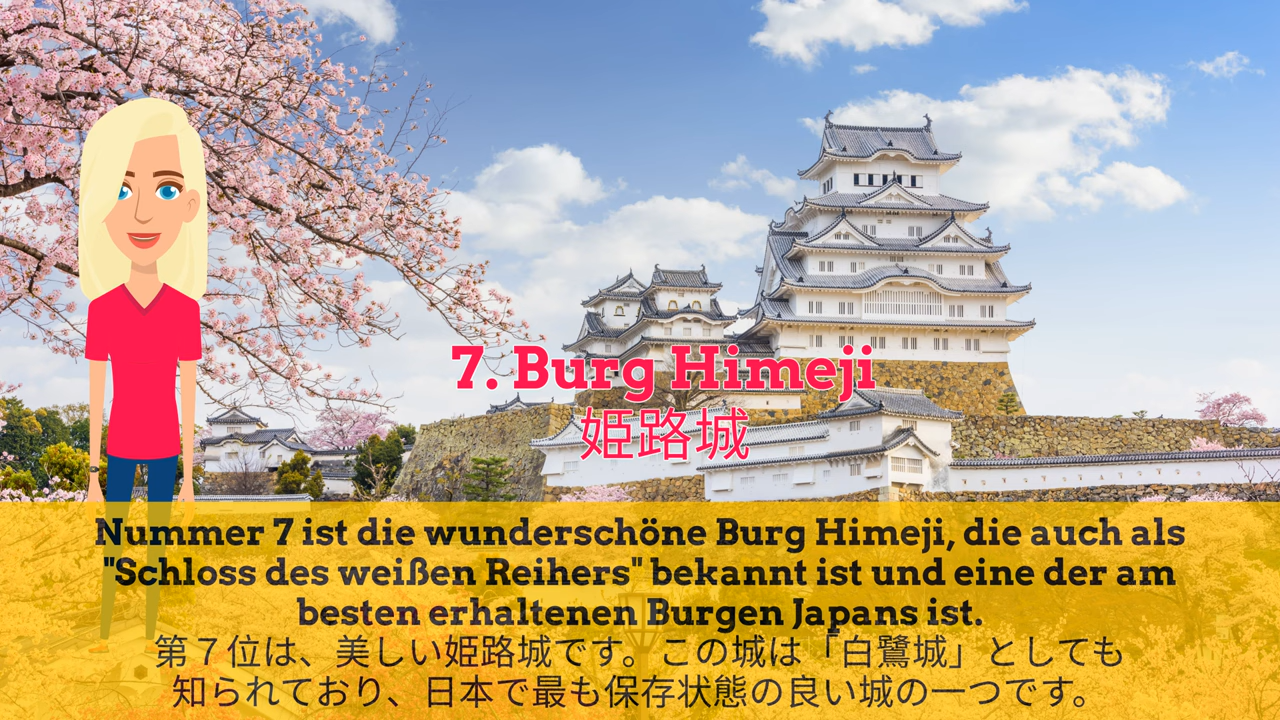 7. Burg Himeji
姫路城
Nummer 7 ist die wunderschöne Burg Himeji, die auch als
"Schloss des weißen Reihers" bekannt ist und eine der am
besten erhaltenen Burgen Japans ist.
第７位は、美しい姫路城です。この城は「白鷺城」としても
知られており、日本で最も保存状態の良い城の一つです。